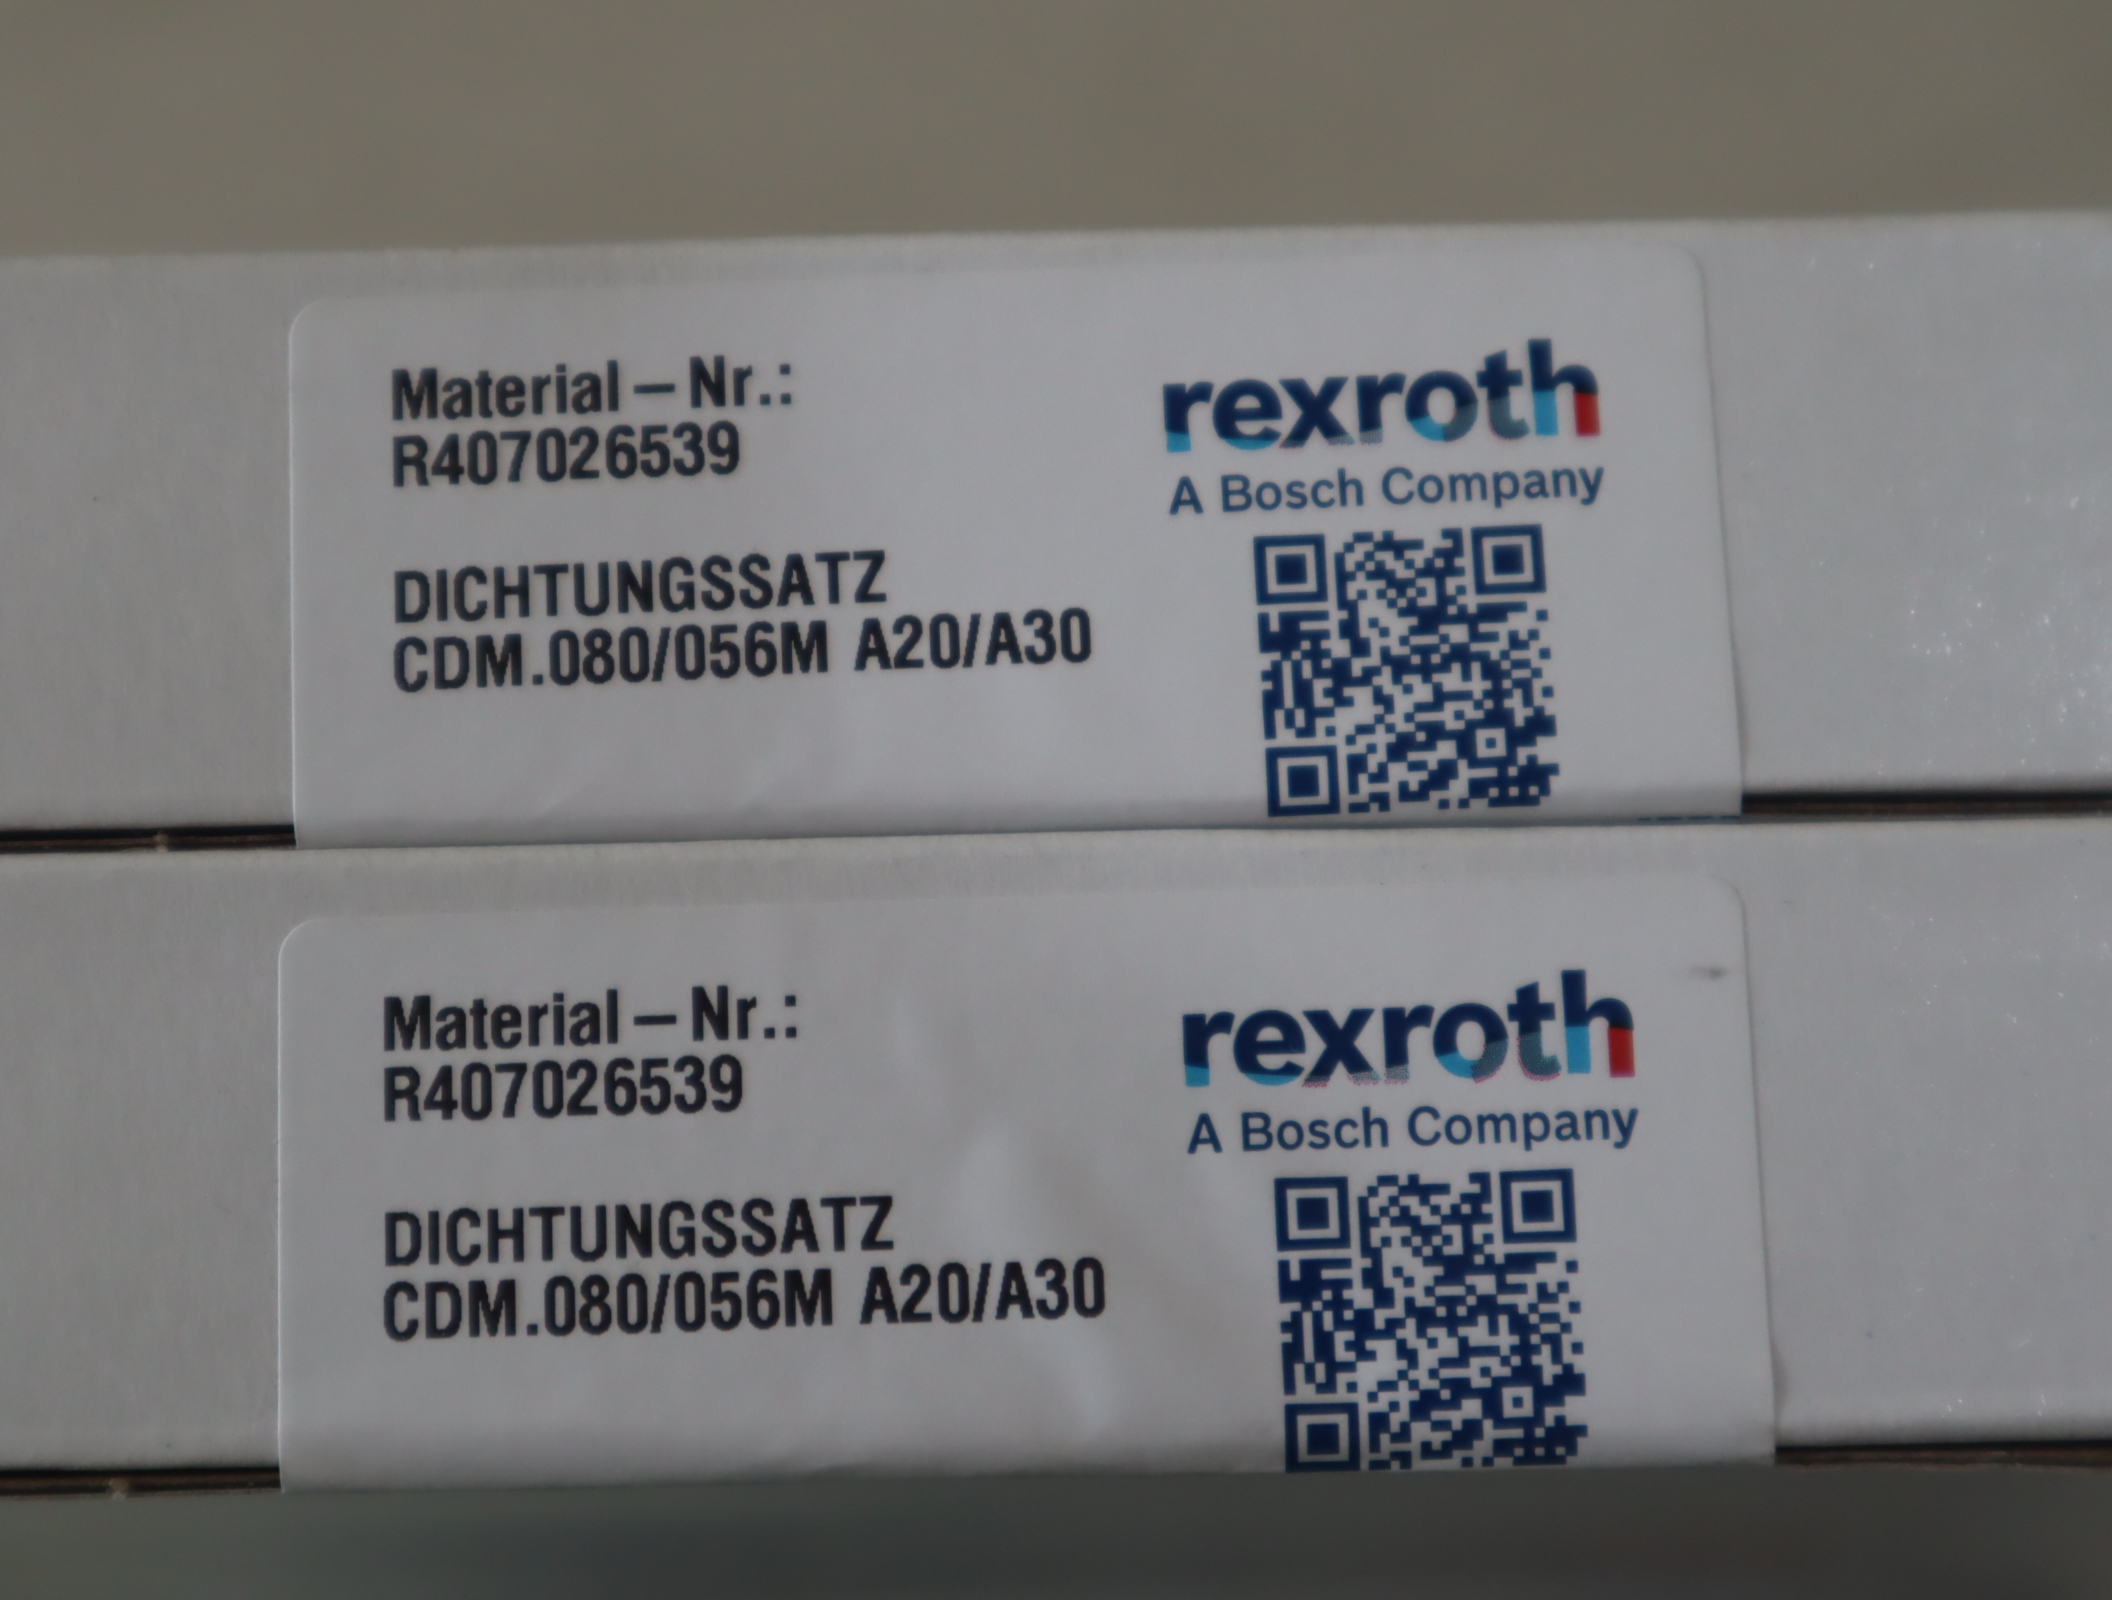 Material – Nr.:
R407026539
DICHTUNGSSATZ
CDM.080/056M A20/A30
rexroth
A Bosch Company
Material – Nr.:
R407026539
DICHTUNGSSATZ
CDM.080/056M A20/A30
rexroth
A Bosch Company